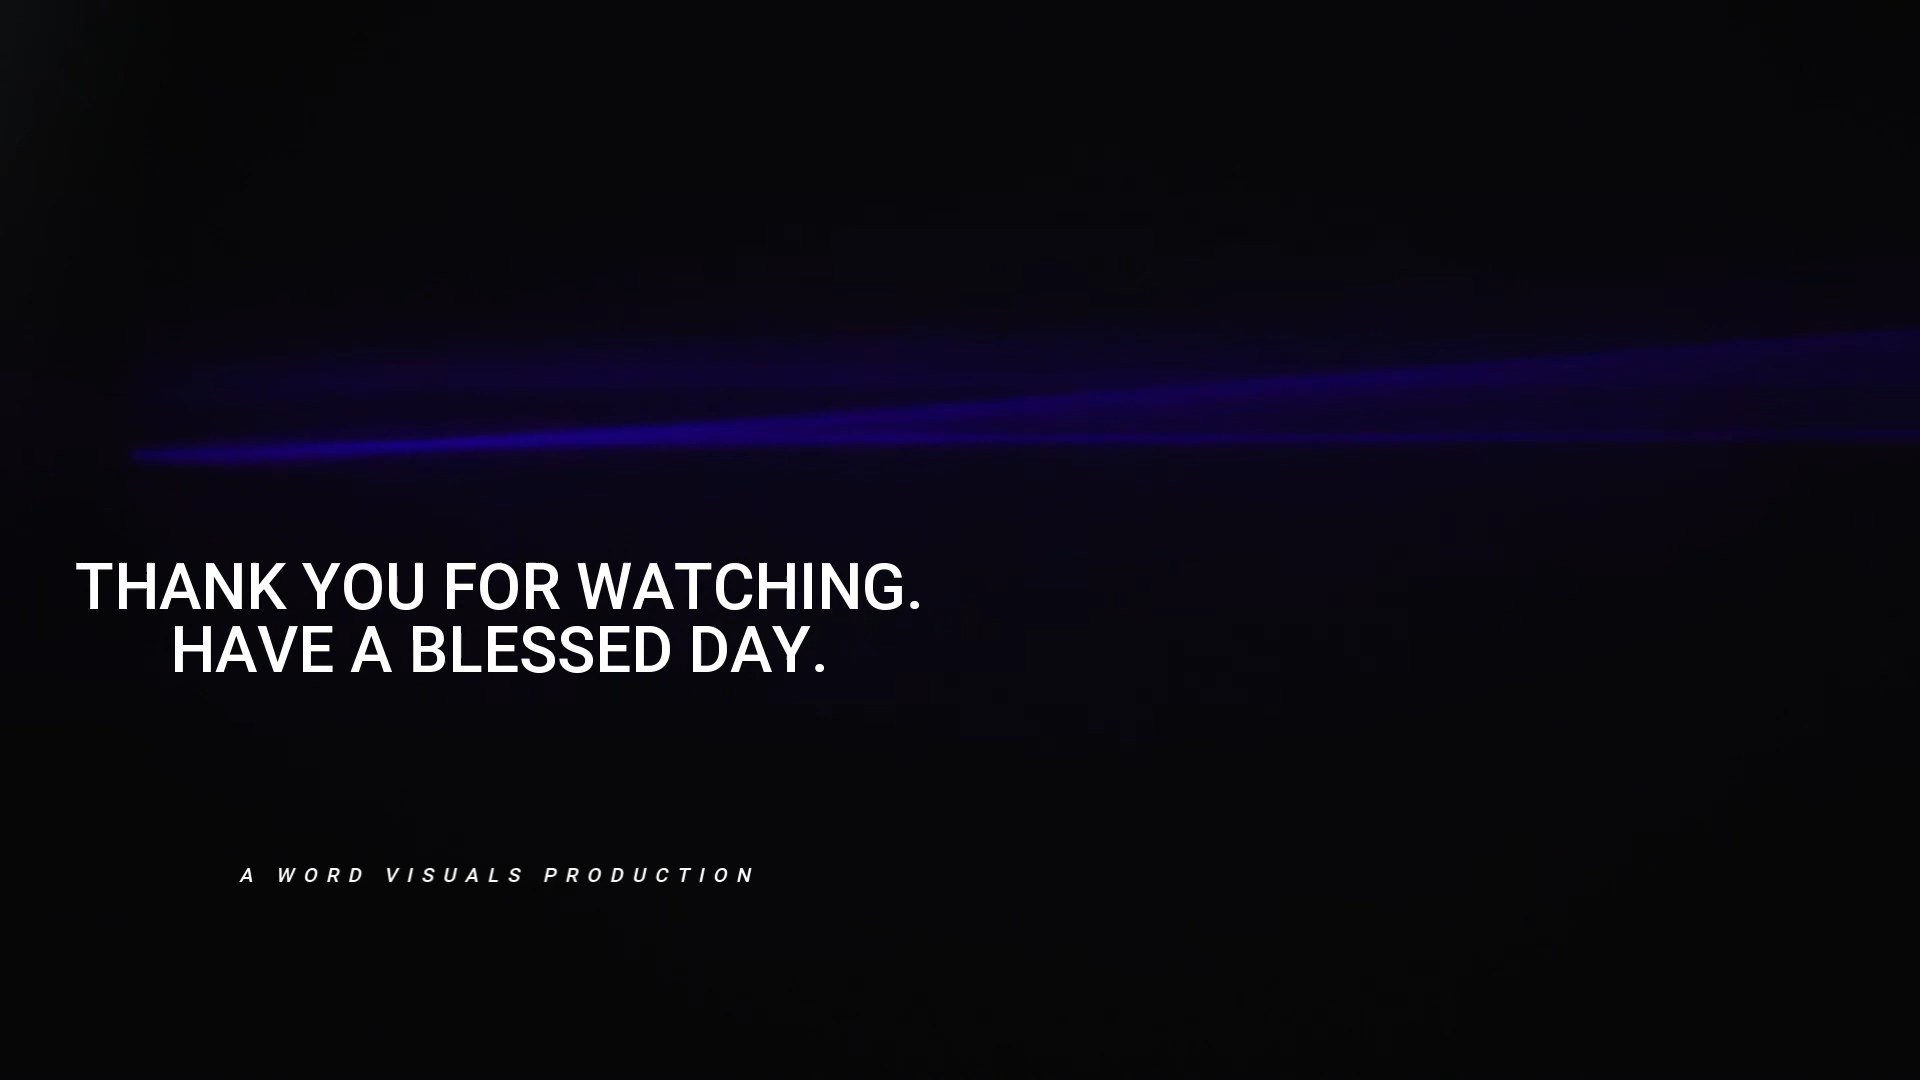 THANK YOU FOR WATCHING.
HAVE A BLESSED DAY.
A WORD VISUALS PRODUCTION